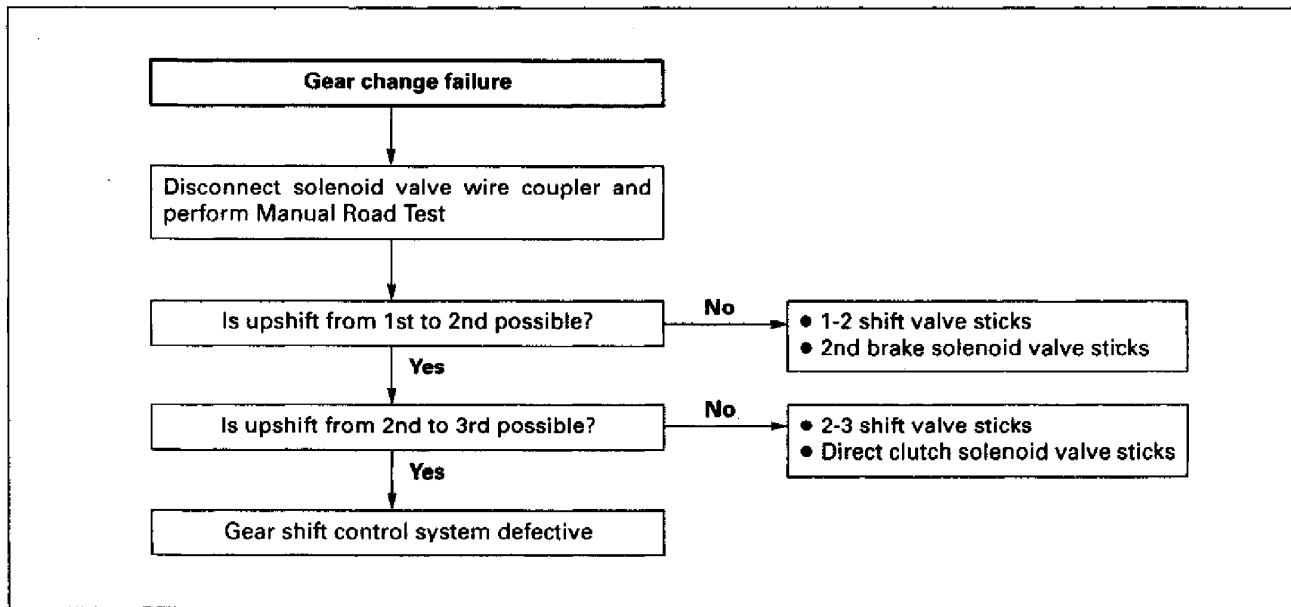 Gear change failure
Disconnect solenoid valve wire coupler and
perform Manual Road Test
Is upshift from 1st to 2nd possible?
No
● 1-2 shift valve sticks
● 2nd brake solenoid valve sticks
Yes
Is upshift from 2nd to 3rd possible?
No
● 2-3 shift valve sticks
● Direct clutch solenoid valve sticks
Yes
Gear shift control system defective